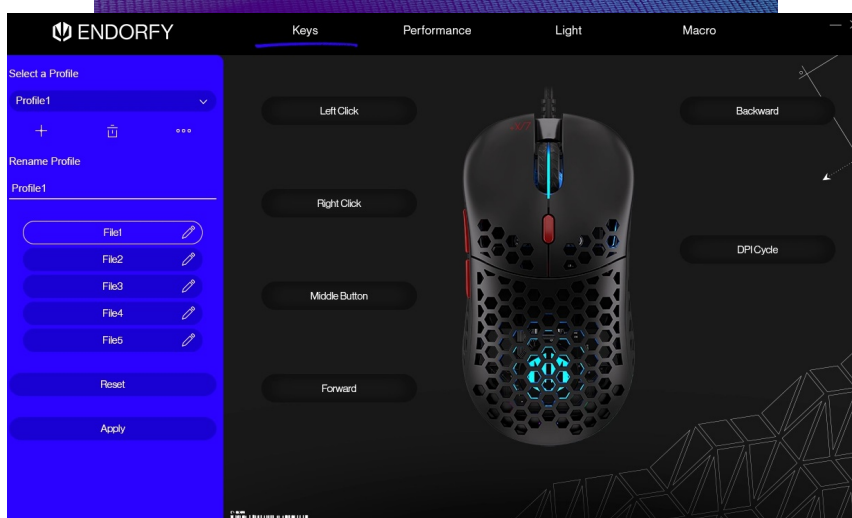 ENDORFY
Keys
Performance
Light
Macro
Select a Profile
Profile1
Rename Profile
Profile1
File1
File2
File3
File4
File5
Reset
Apply
Left Click
Right Click
Middle Button
Forward
Backward
DPI Cycle